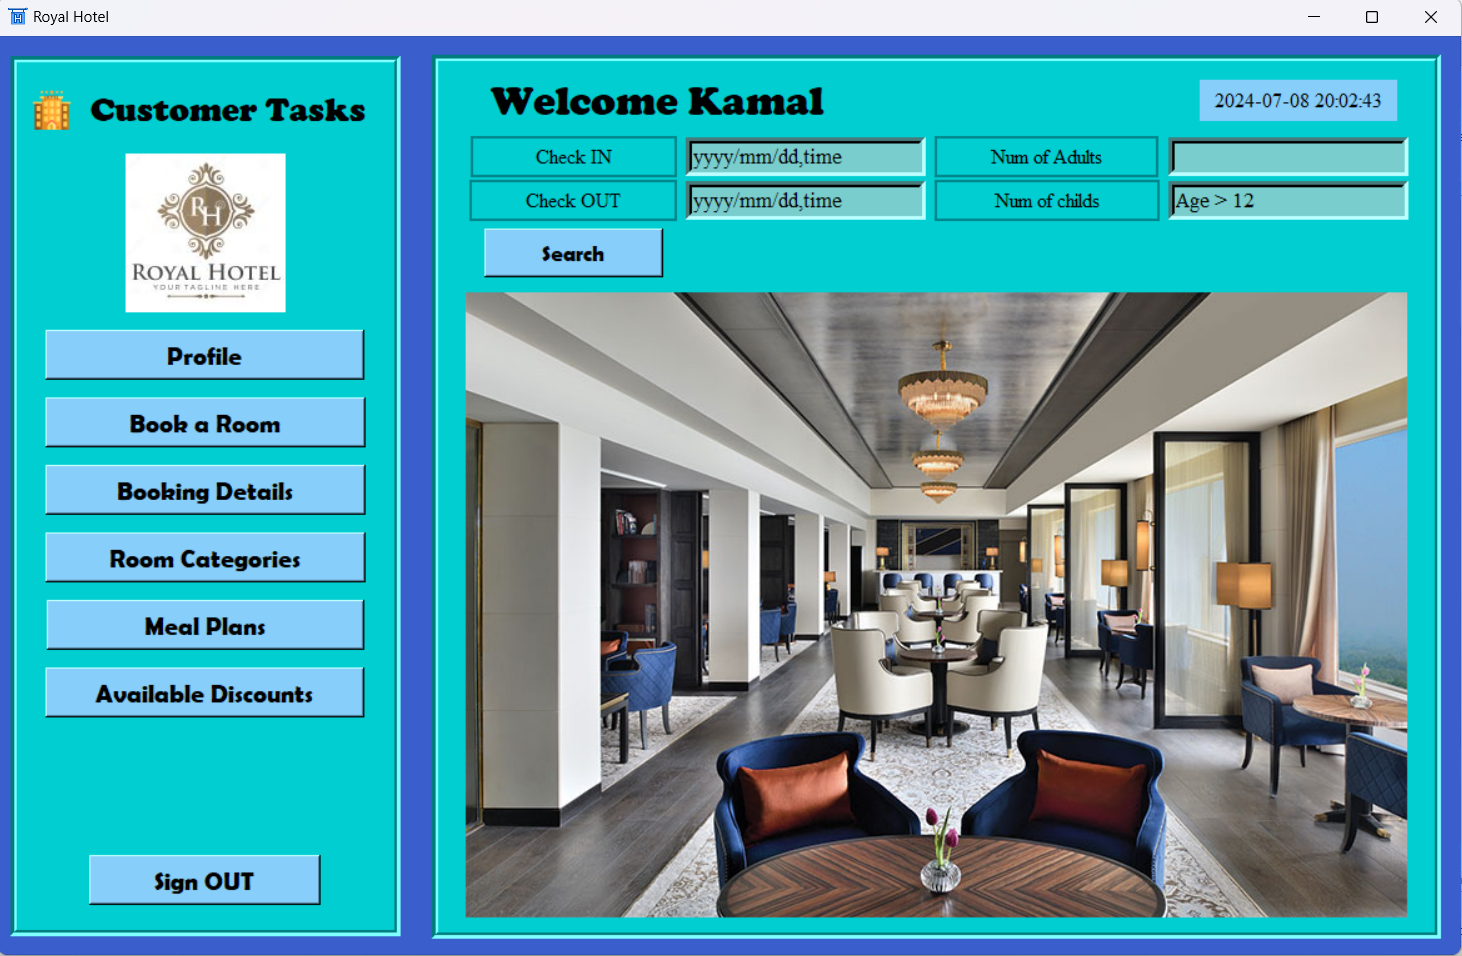 Royal Hotel
Customer Tasks
RH
ROYAL HOTEL
YOUR TAGLINE HERE
Profile
Book a Room
Booking Details
Room Categories
Meal Plans
Available Discounts
Sign OUT
Welcome Kamal
2024-07-08 20:02:43
Check IN
yyyy/mm/dd,time
Num of Adults
Check OUT
yyyy/mm/dd,time
Num of childs
Age > 12
Search